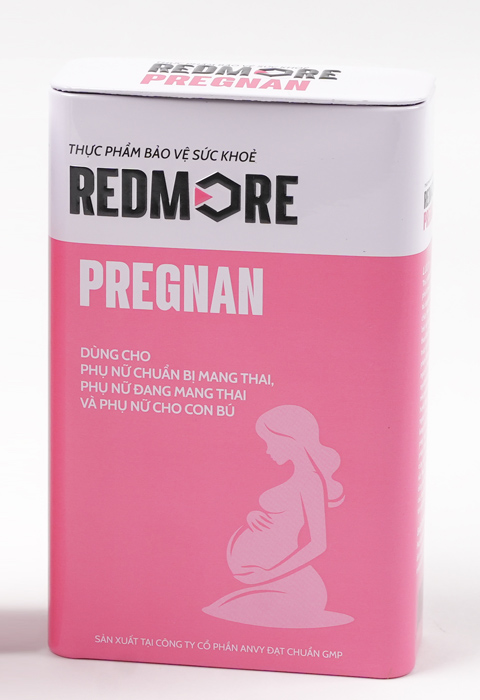 REDMORE
PREGNAN
THỰC PHẨM BẢO VỆ SỨC KHOẺ
REDMORE
PREGNAN
DÙNG CHO
PHỤ NỮ CHUẨN BỊ MANG THAI,
PHỤ NỮ ĐANG MANG THAI
VÀ PHỤ NỮ CHO CON BÚ
SẢN XUẤT TẠI CÔNG TY CỔ PHẦN ANVY ĐẠT CHUẨN GMP